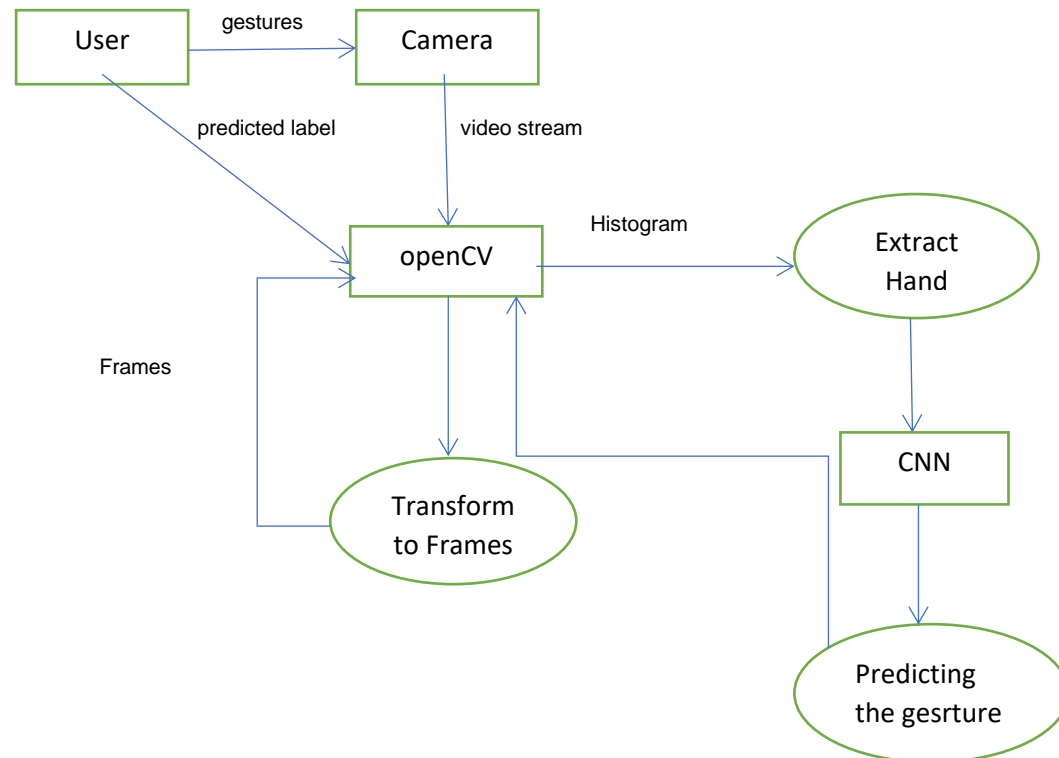 gestures
User
Camera
predicted label
video stream
Histogram
Extract
Hand
openCV
Frames
CNN
Transform
to Frames
Predicting
the gesrture